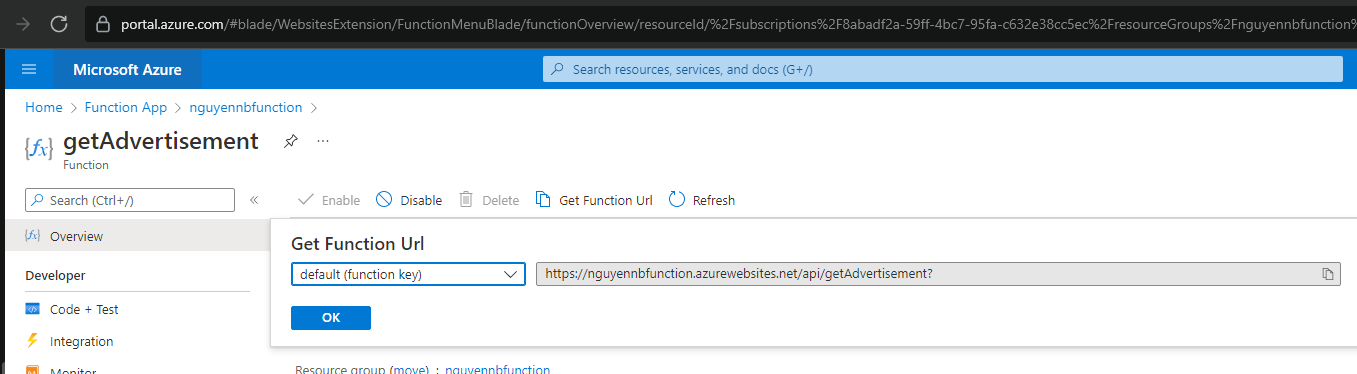 portal.azure.com/#blade/WebsitesExtension/FunctionMenuBlade/functionOverview/resourceId/%2Fsubscriptions%2F8abadf2a-59ff-4bc7-95fa-c632e38cc5ec%2FresourceGroups%2Fnguyennbfunction%
Microsoft Azure
Search resources, services, and docs (G+/)
Home > Function App > nguyennbfunction >
{fx} getAdvertisement ...
Function
Search (Ctrl+/) «
Enable Disable Delete Get Function Url Refresh
{fx} Overview
Get Function Url
default (function key) https://nguyennbfunction.azurewebsites.net/api/getAdvertisement?
Developer
Code + Test
OK
Integration
Monitor
Resource group (move) : nguyennbfunction